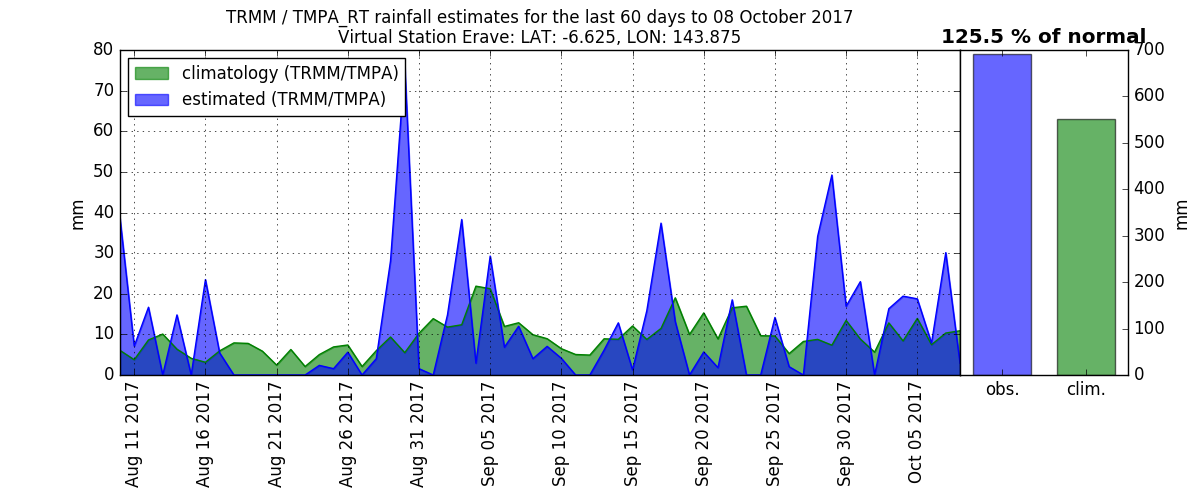 TRMM / TMPA_RT rainfall estimates for the last 60 days to 08 October 2017
Virtual Station Erave: LAT: -6.625, LON: 143.875
125.5 % of normal
climatology (TRMM/TMPA)
estimated (TRMM/TMPA)
mm
80
70
60
50
40
30
20
10
0
Aug 11 2017
Aug 16 2017
Aug 21 2017
Aug 26 2017
Aug 31 2017
Sep 05 2017
Sep 10 2017
Sep 15 2017
Sep 20 2017
Sep 25 2017
Sep 30 2017
Oct 05 2017
obs.
clim.
700
600
500
400
300
200
100
0
mm